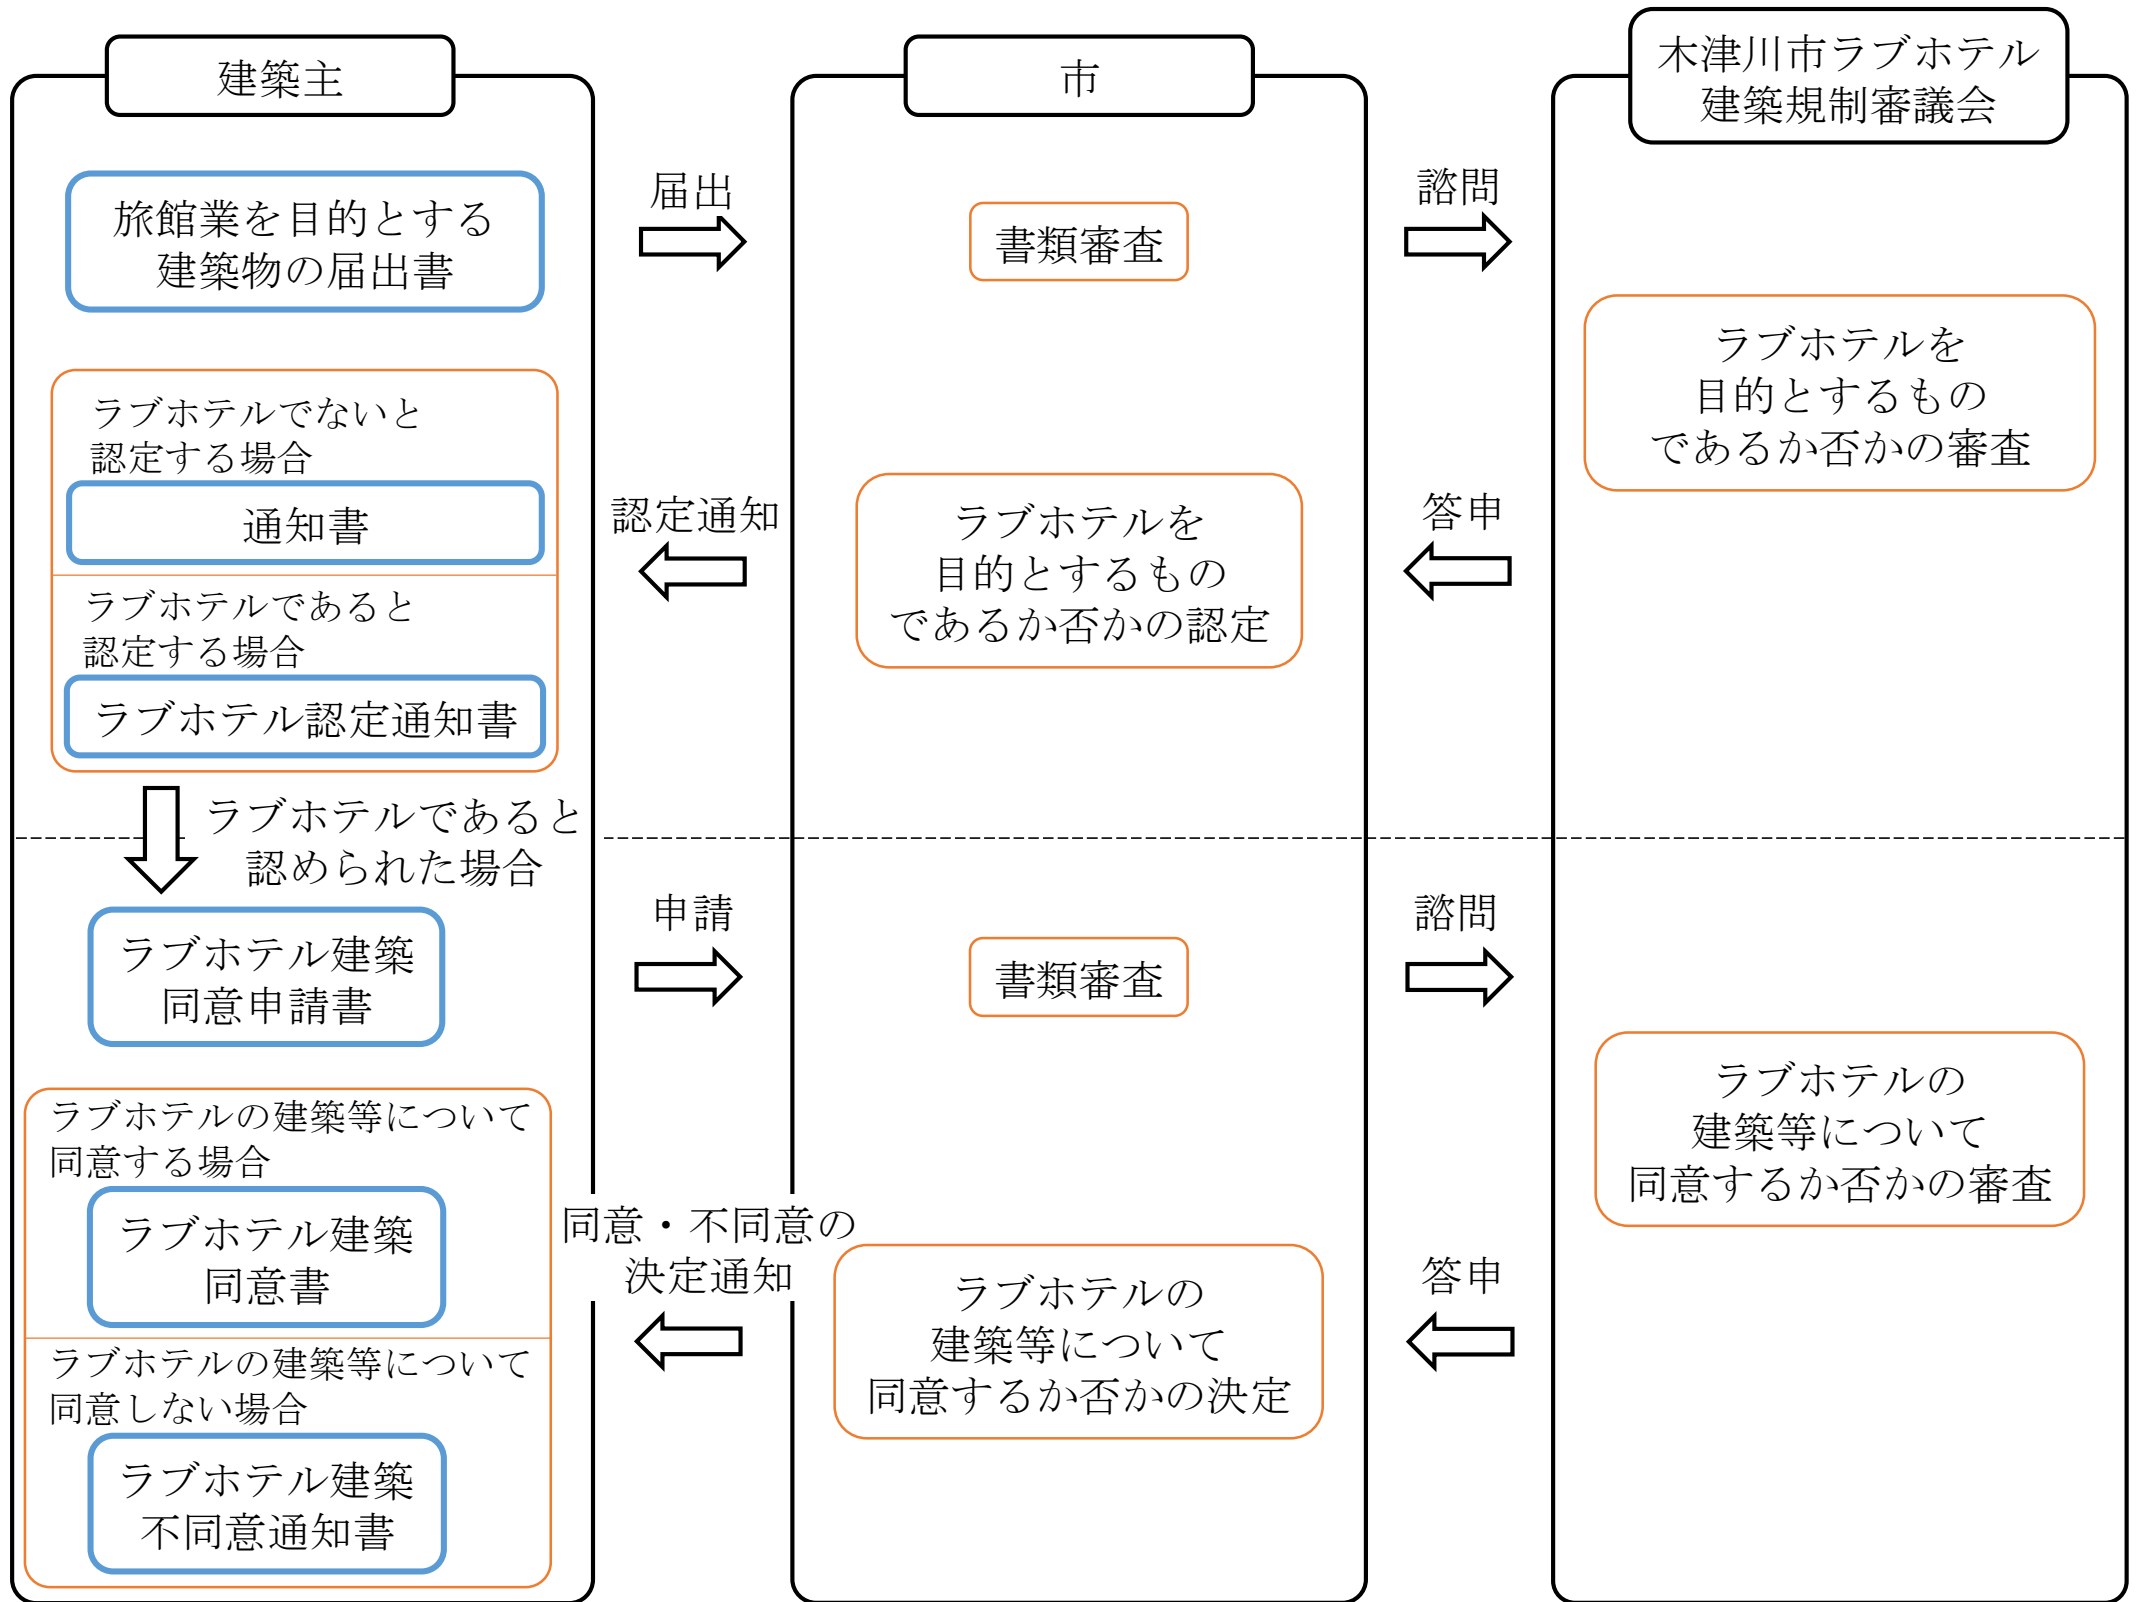 建築主
市
木津川市ラブホテル
建築規制審議会
旅館業を目的とする
建築物の届出書
届出
書類審査
諮問
ラブホテルを
目的とするもの
であるか否かの審査
ラブホテルでないと
認定する場合
通知書
ラブホテルであると
認定する場合
ラブホテル認定通知書
認定通知
ラブホテルを
目的とするもの
であるか否かの認定
答申
ラブホテルであると
認められた場合
ラブホテル建築
同意申請書
申請
書類審査
諮問
ラブホテルの
建築等について
同意するか否かの審査
ラブホテルの建築等について
同意する場合
ラブホテル建築
同意書
ラブホテルの建築等について
同意しない場合
ラブホテル建築
不同意通知書
同意・不同意の
決定通知
ラブホテルの
建築等について
同意するか否かの決定
答申